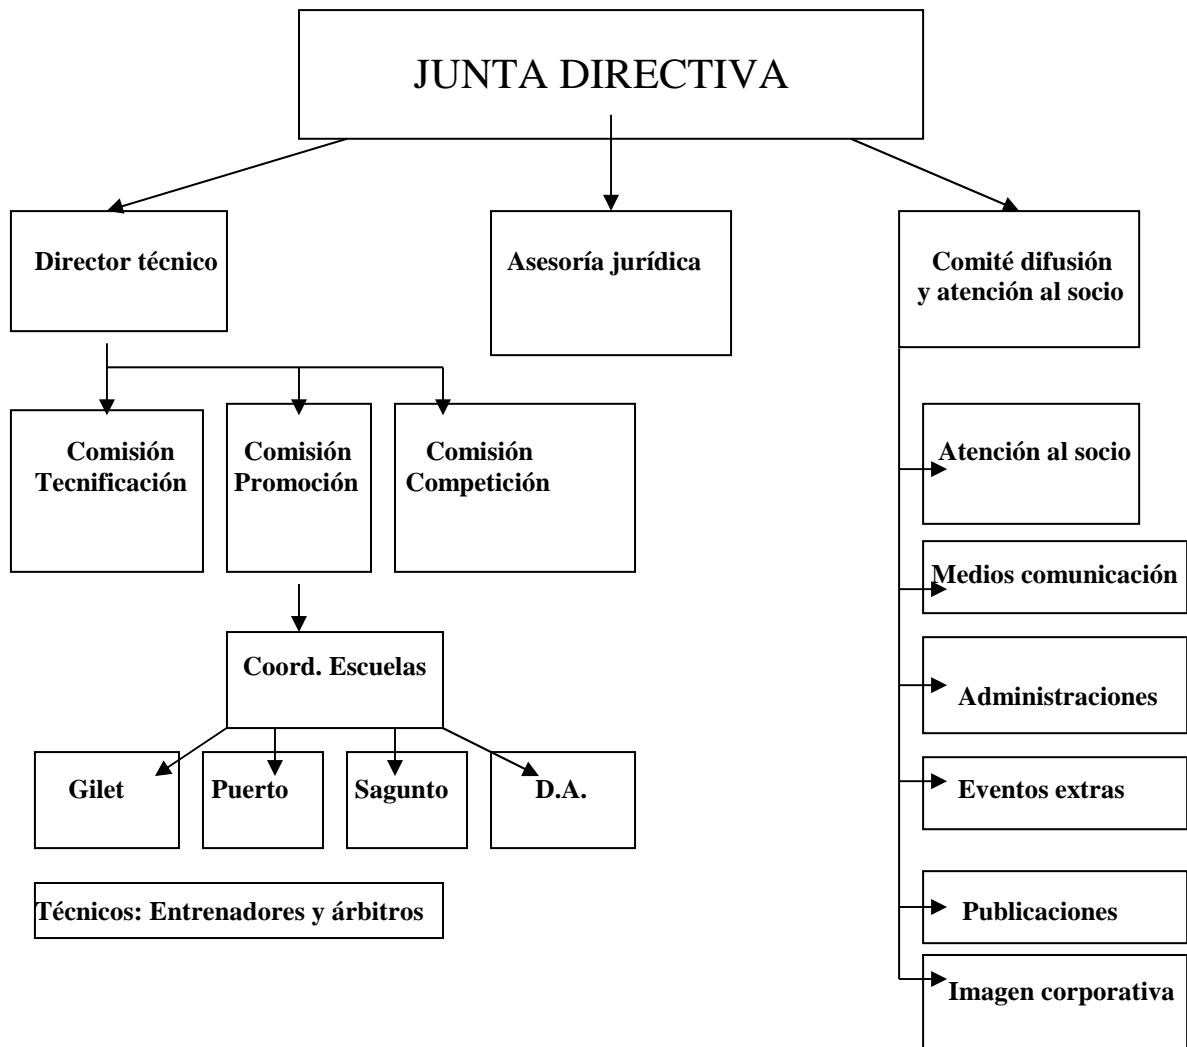 JUNTA DIRECTIVA
Director técnico
Asesoría jurídica
Comité difusión
y atención al socio
Comisión
Tecnificación
Comisión
Promoción
Comisión
Competición
Atención al socio
Medios comunicación
Coord. Escuelas
Administraciones
Gilet
Puerto
Sagunto
D.A.
Eventos extras
Técnicos: Entrenadores y árbitros
Publicaciones
Imagen corporativa